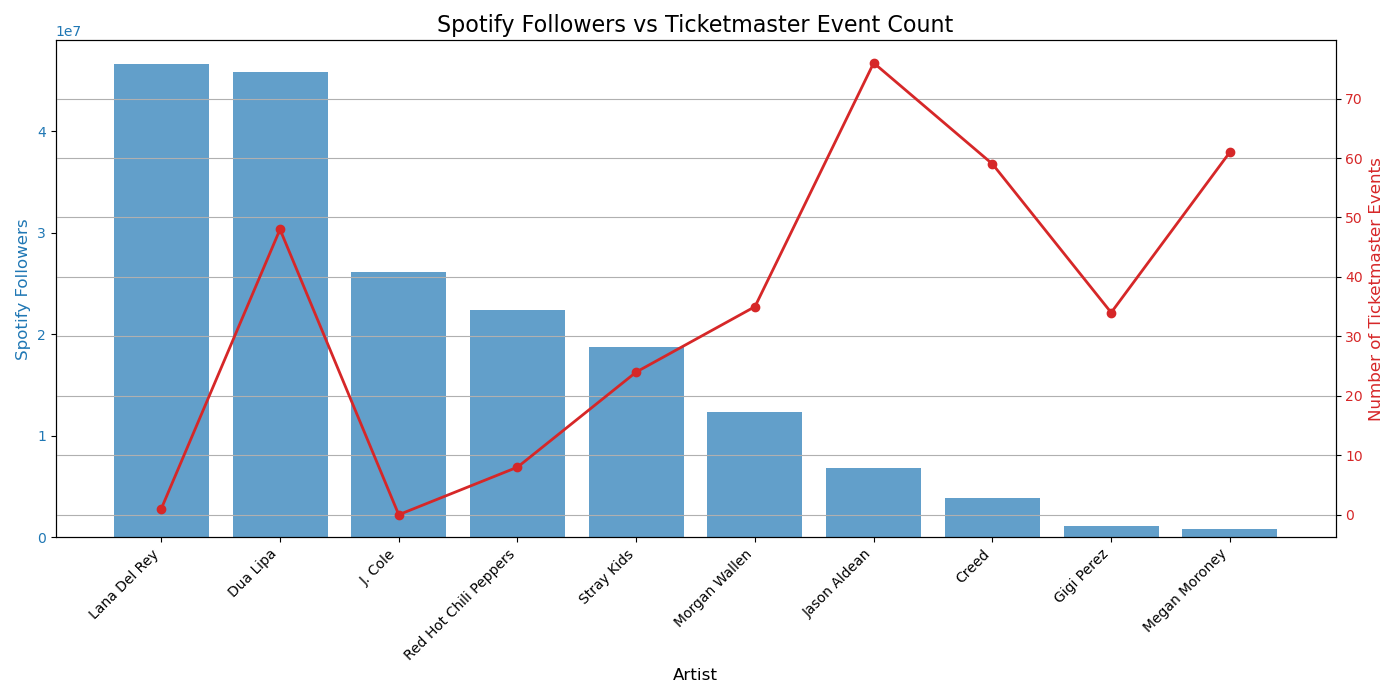 Spotify Followers vs Ticketmaster Event Count
1e7
Spotify Followers
4
3
2
1
0
70
60
50
40
30
20
10
0
Number of Ticketmaster Events
Lana Del Rey
Dua Lipa
J. Cole
Red Hot Chili Peppers
Stray Kids
Morgan Wallen
Jason Aldean
Creed
Gigi Perez
Megan Moroney
Artist